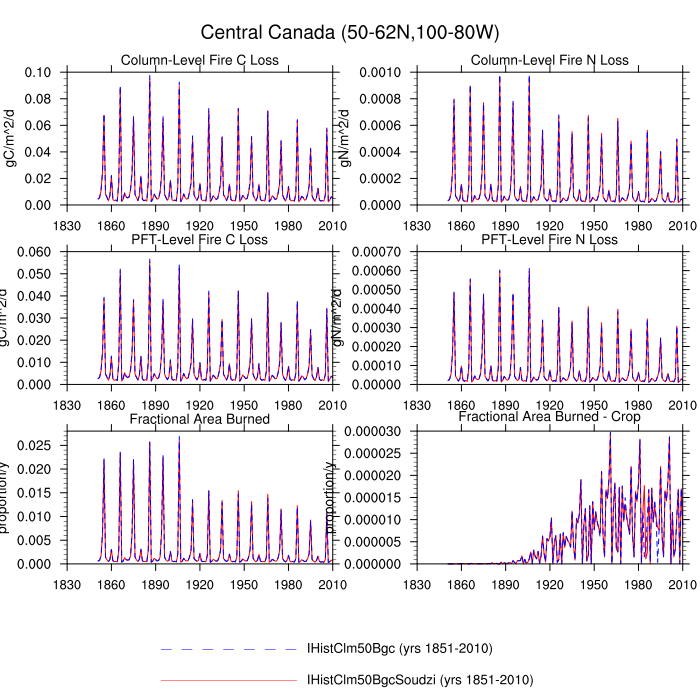 Central Canada (50-62N,100-80W)
Column-Level Fire C Loss
gC/m^2/d
0.10
0.08
0.06
0.04
0.02
0.00
1830 1860 1890 1920 1950 1980 2010
Column-Level Fire N Loss
gN/m^2/d
0.0010
0.0008
0.0006
0.0004
0.0002
0.0000
1830 1860 1890 1920 1950 1980 2010
PFT-Level Fire C Loss
gC/m^2/d
0.060
0.050
0.040
0.030
0.020
0.010
0.000
1830 1860 1890 1920 1950 1980 2010
PFT-Level Fire N Loss
gN/m^2/d
0.00070
0.00060
0.00050
0.00040
0.00030
0.00020
0.00010
0.00000
1830 1860 1890 1920 1950 1980 2010
Fractional Area Burned
proportion/y
0.025
0.020
0.015
0.010
0.005
0.000
1830 1860 1890 1920 1950 1980 2010
Fractional Area Burned - Crop
proportion/y
0.000030
0.000025
0.000020
0.000015
0.000010
0.000005
0.000000
1830 1860 1890 1920 1950 1980 2010
IHistClm50Bgc (yrs 1851-2010)
IHistClm50BgcSoudzi (yrs 1851-2010)